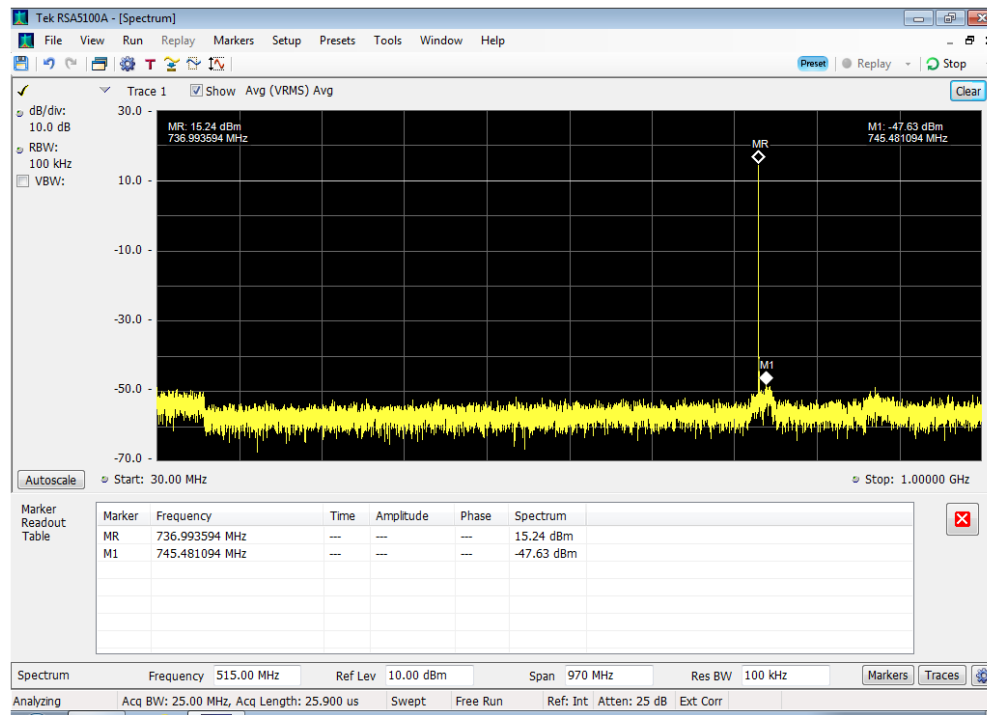 Tek RSA5100A - [Spectrum]
File View Run Replay Markers Setup Presets Tools Window Help
T Preset Replay Stop
Trace 1 Show Avg (VRMS) Avg Clear
dB/div:
10.0 dB
RBW:
100 kHz
VBW:
30.0
10.0
-10.0
-30.0
-50.0
-70.0
MR: 15.24 dBm
736.993594 MHz
M1: -47.63 dBm
745.481094 MHz
MR
M1
Autoscale Start: 30.00 MHz Stop: 1.00000 GHz
Marker
Readout
Table
Marker Frequency Time Amplitude Phase Spectrum
MR 736.993594 MHz --- --- --- 15.24 dBm
M1 745.481094 MHz --- --- --- -47.63 dBm
Spectrum Frequency 515.00 MHz Ref Lev 10.00 dBm Span 970 MHz Res BW 100 kHz Markers Traces
Analyzing Acq BW: 25.00 MHz, Acq Length: 25.900 us Swept Free Run Ref: Int Atten: 25 dB Ext Corr